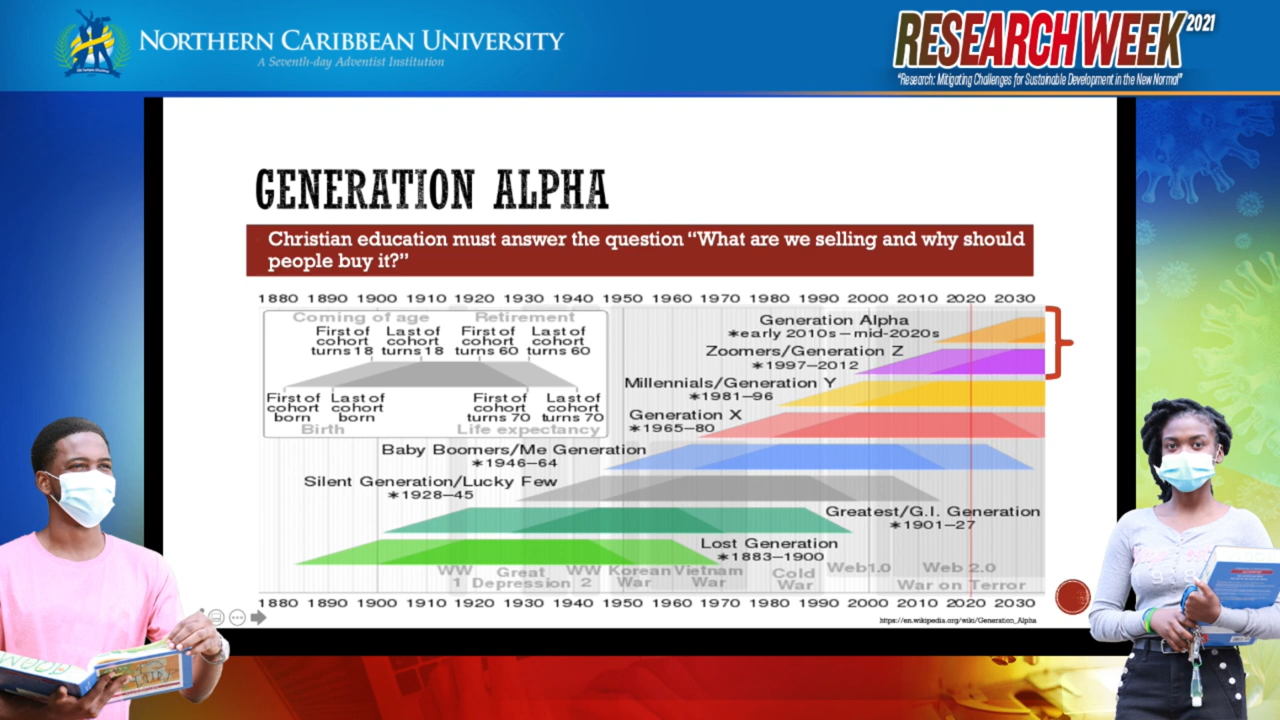 NORTHERN CARIBBEAN UNIVERSITY
A Seventh-day Adventist Institution
RESEARCH WEEK 2021
"Research: Mitigating Challenges for Sustainable Development in the New Normal"
GENERATION ALPHA
Christian education must answer the question "What are we selling and why should
people buy it?"
1880 1890 1900 1910 1920 1930 1940 1950 1960 1970 1980 1990 2000 2010 2020 2030
Coming of age
Retirement
First of
cohort
turns 18
Last of
cohort
turns 18
First of
cohort
turns 60
Last of
cohort
turns 60
First of
cohort
born
Last of
cohort
born
First of
cohort
turns 70
Last of
cohort
turns 70
Birth
Life expectancy
Generation Alpha
*early 2010s–mid-2020s
Zoomers/Generation Z
*1997–2012
Millennials/Generation Y
*1981–96
Generation X
*1965–80
Baby Boomers/Me Generation
*1946–64
Silent Generation/Lucky Few
*1928–45
Greatest/G.I. Generation
*1901–27
Lost Generation
*1883–1900
WW
1
Great
Depression
WW
2
Korean
War
Vietnam
War
Cold
War
Web1.0
Web 2.0
War on Terror
1880 1890 1900 1910 1920 1930 1940 1950 1960 1970 1980 1990 2000 2010 2020 2030
https://en.wikipedia.org/wiki/Generation_Alpha